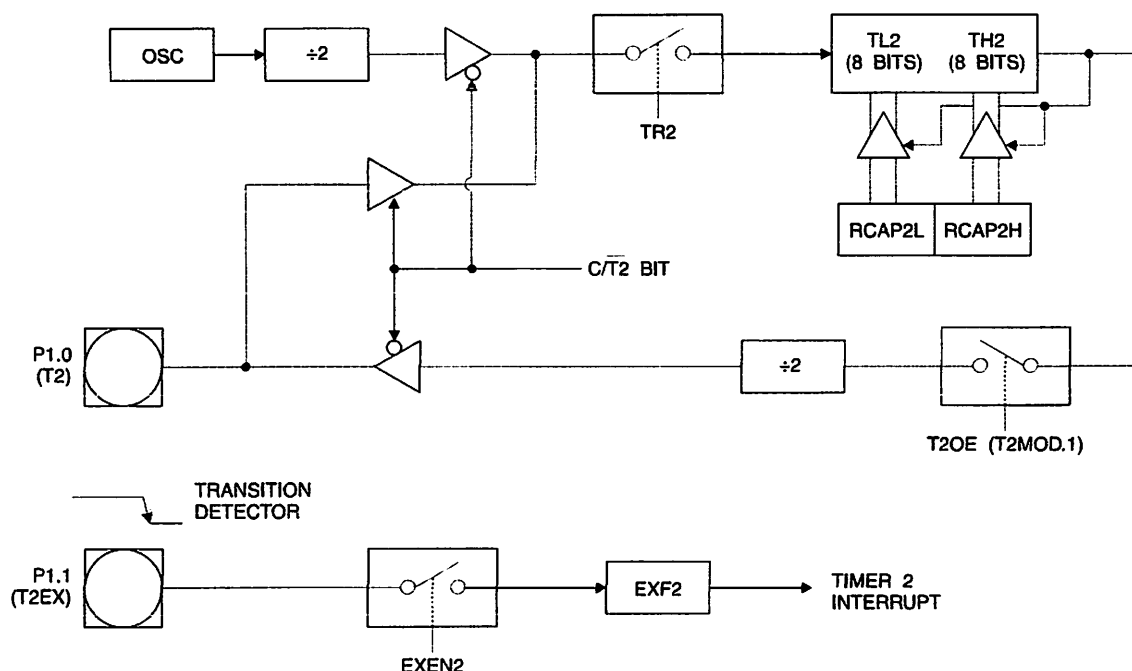 OSC
÷2
TL2 TH2
(8 BITS) (8 BITS)
TR2
RCAP2L RCAP2H
C/T̅2̅ BIT
P1.0
(T2)
÷2
T2OE (T2MOD.1)
TRANSITION
DETECTOR
P1.1
(T2EX)
EXF2
TIMER 2
INTERRUPT
EXEN2